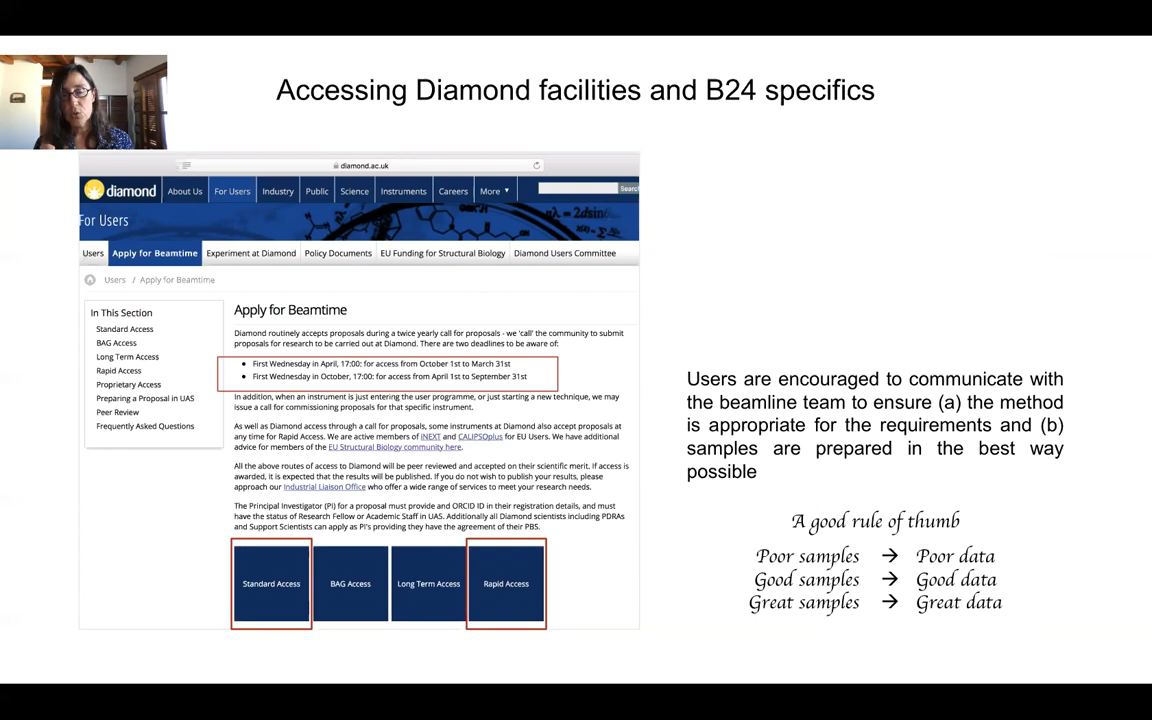 Accessing Diamond facilities and B24 specifics
diamond.ac.uk
diamond
About Us
For Users
Industry
Public
Science
Instruments
Careers
More
Search
For Users
Users
Apply for Beamtime
Experiment at Diamond
Policy Documents
EU Funding for Structural Biology
Diamond Users Committee
Users / Apply for Beamtime
In This Section
Standard Access
BAG Access
Long Term Access
Rapid Access
Proprietary Access
Preparing a Proposal in UAS
Peer Review
Frequently Asked Questions
Apply for Beamtime
Diamond routinely accepts proposals during a twice yearly call for proposals - we 'call' the community to submit
proposals for research to be carried out at Diamond. There are two deadlines to be aware of:
First Wednesday in April, 17:00: for access from October 1st to March 31st
First Wednesday in October, 17:00: for access from April 1st to September 31st
In addition, when an instrument is just entering the user programme, or just starting a new technique, we may
issue a call for commissioning proposals for that specific instrument.
As well as Diamond access through a call for proposals, some instruments at Diamond also accept proposals at
any time for Rapid Access. We are active members of iNEXT and CALIPSOplus for EU Users. We have additional
advice for members of the EU Structural Biology community here.
All the above routes of access to Diamond will be peer reviewed and accepted on their scientific merit. If access is
awarded, it is expected that the results will be published. If you do not wish to publish your results, please
approach our Industrial Liaison Office who offer a wide range of services to meet your research needs.
The Principal Investigator (PI) for a proposal must provide and ORCID ID in their registration details, and must
have the status of Research Fellow or Academic Staff in UAS. Additionally all Diamond scientists including PDRAs
and Support Scientists can apply as PI's providing they have the agreement of their PBS.
Standard Access
BAG Access
Long Term Access
Rapid Access
Users are encouraged to communicate with
the beamline team to ensure (a) the method
is appropriate for the requirements and (b)
samples are prepared in the best way
possible
A good rule of thumb
Poor samples → Poor data
Good samples → Good data
Great samples → Great data